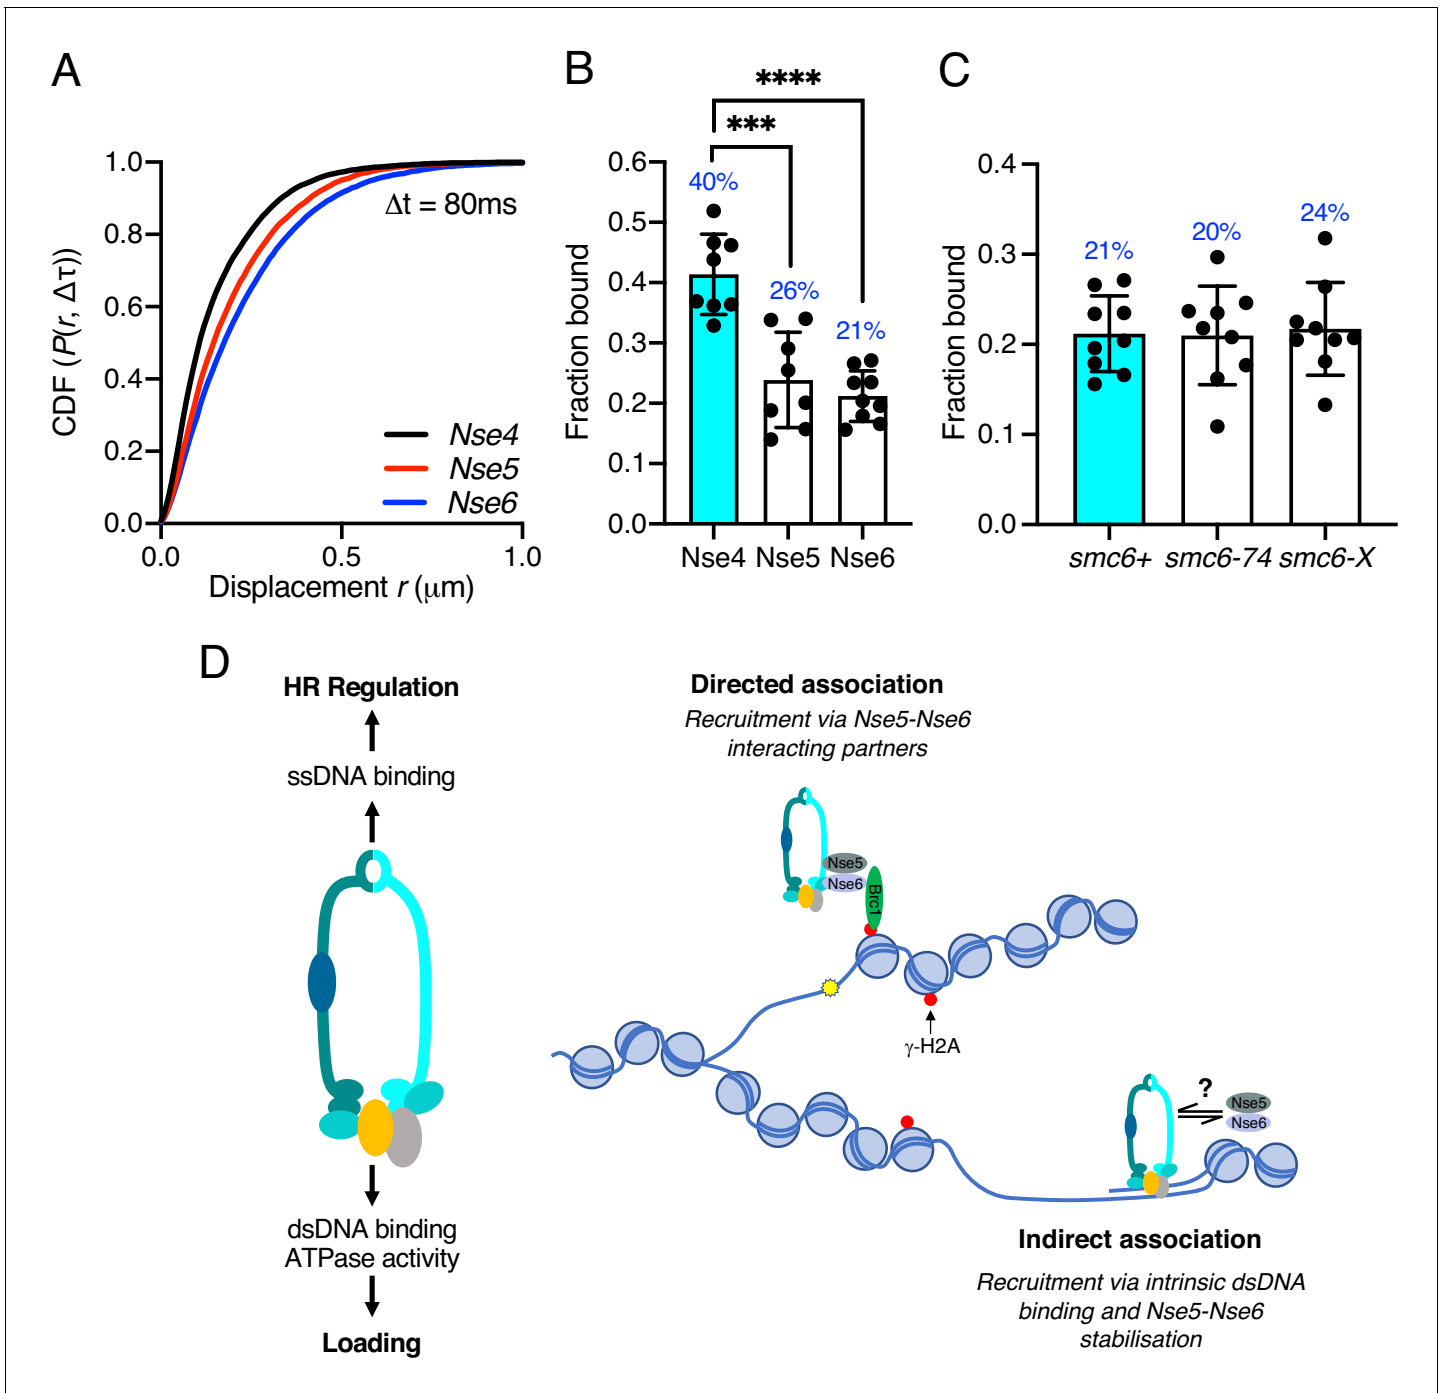 A
1.0
0.8
0.6
0.4
0.2
0.0
CDF (P(r, Δτ))
Δt = 80ms
Nse4
Nse5
Nse6
0.0
0.5
1.0
Displacement r (μm)
B
****
***
0.6
0.5
0.4
0.3
0.2
0.1
0.0
Fraction bound
40%
26%
21%
Nse4
Nse5
Nse6
C
0.4
0.3
0.2
0.1
0.0
Fraction bound
21%
20%
24%
smc6+
smc6-74
smc6-X
D
HR Regulation
ssDNA binding
dsDNA binding
ATPase activity
Loading
Directed association
Recruitment via Nse5-Nse6
interacting partners
Nse5
Nse6
Brc1
γ-H2A
?
Nse5
Nse6
Indirect association
Recruitment via intrinsic dsDNA
binding and Nse5-Nse6
stabilisation